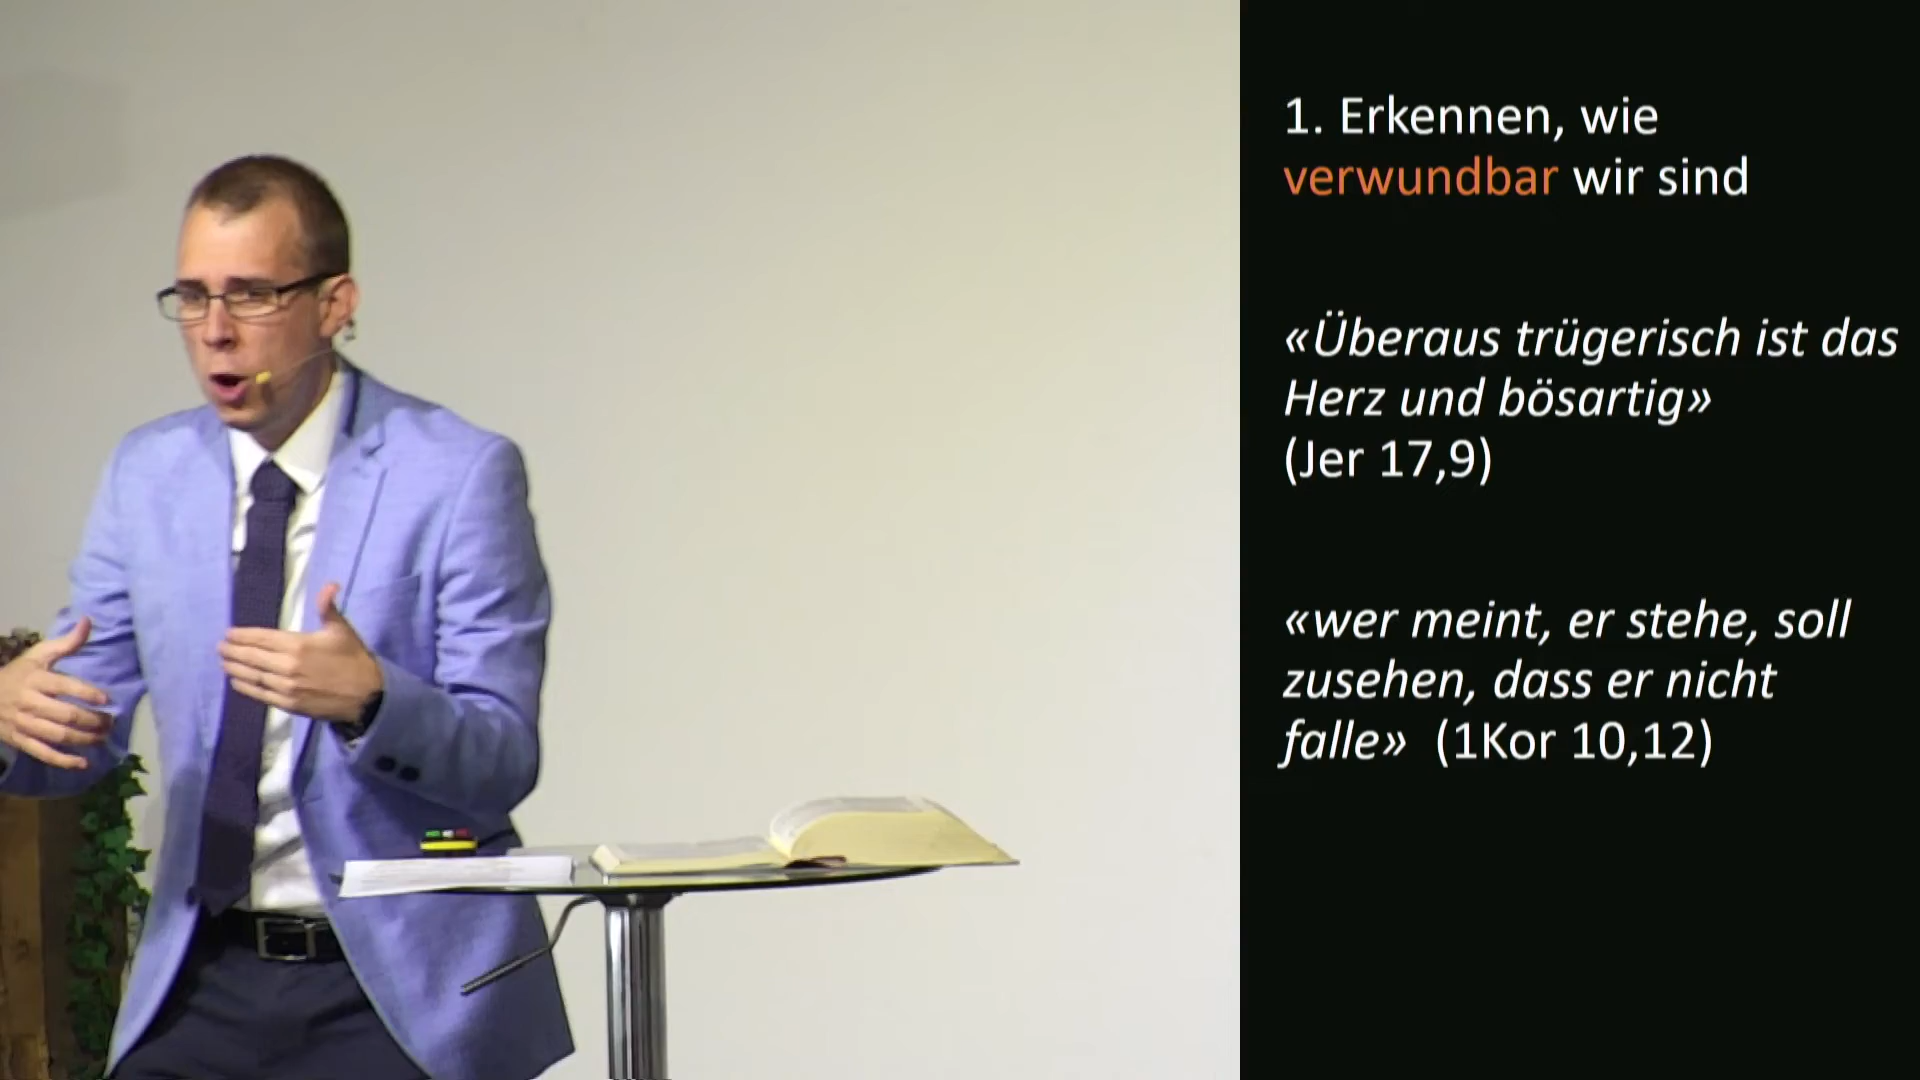 1. Erkennen, wie
verwundbar wir sind
«Überaus trügerisch ist das
Herz und bösartig»
(Jer 17,9)
«wer meint, er stehe, soll
zusehen, dass er nicht
falle»  (1Kor 10,12)